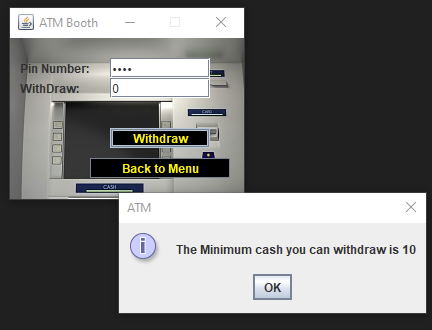 ATM Booth
Pin Number: ••••
WithDraw: 0
CASH
Withdraw
Back to Menu
CASH
ATM
The Minimum cash you can withdraw is 10
OK